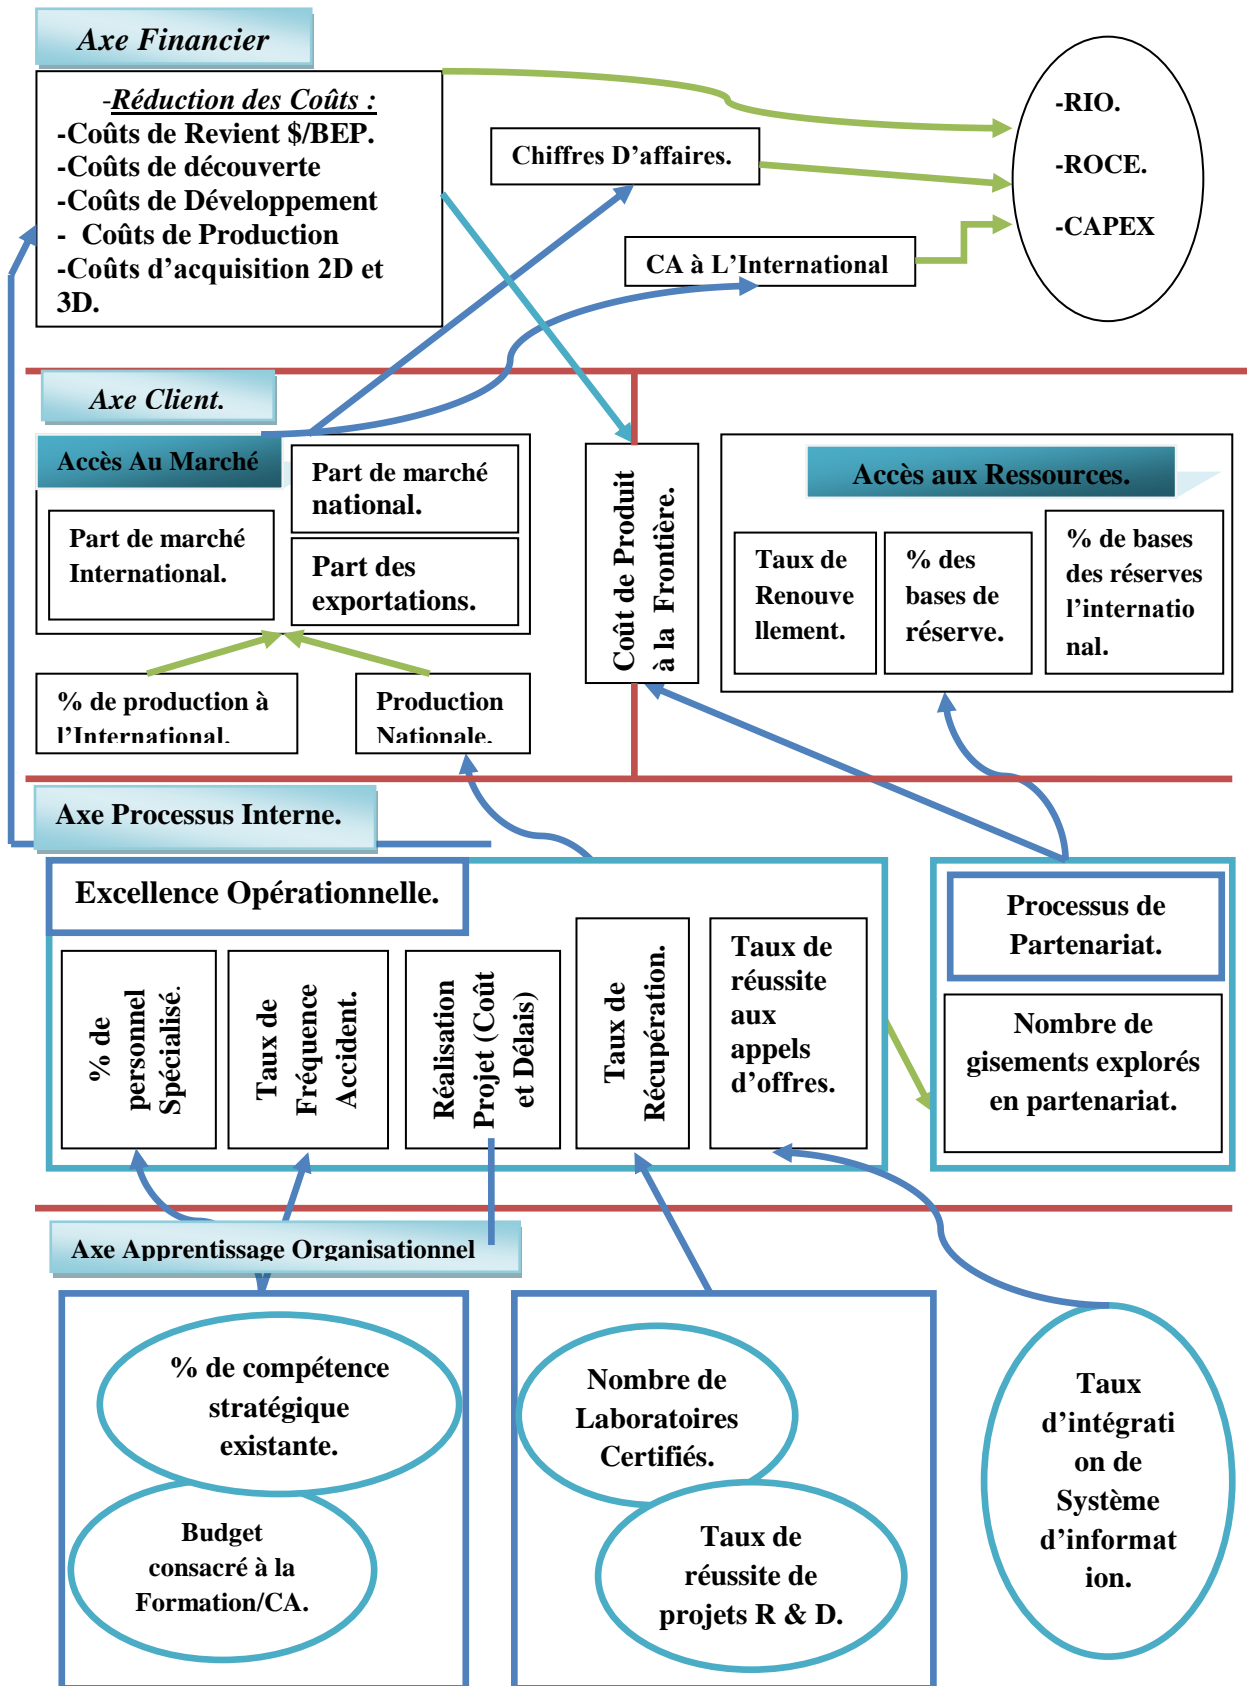 Axe Financier
-Réduction des Coûts :
-Coûts de Revient $/BEP.
-Coûts de découverte
-Coûts de Développement
- Coûts de Production
-Coûts d’acquisition 2D et
3D.
Chiffres D’affaires.
CA à L’International
-RIO.
-ROCE.
-CAPEX
Axe Client.
Accès Au Marché
Part de marché
International.
Part de marché
national.
Part des
exportations.
% de production à
l’International.
Production
Nationale.
Coût de Produit
à la Frontière.
Accès aux Ressources.
Taux de
Renouve
llement.
% des
bases de
réserve.
% de bases
des réserves
l’internatio
nal.
Axe Processus Interne.
Excellence Opérationnelle.
% de
personnel
Spécialisé.
Taux de
Fréquence
Accident.
Réalisation
Projet (Coût
et Délais)
Taux de
Récupération.
Taux de
réussite
aux
appels
d’offres.
Processus de
Partenariat.
Nombre de
gisements explorés
en partenariat.
Axe Apprentissage Organisationnel
% de compétence
stratégique
existante.
Budget
consacré à la
Formation/CA.
Nombre de
Laboratoires
Certifiés.
Taux de
réussite de
projets R & D.
Taux
d’intégrati
on de
Système
d’informat
ion.